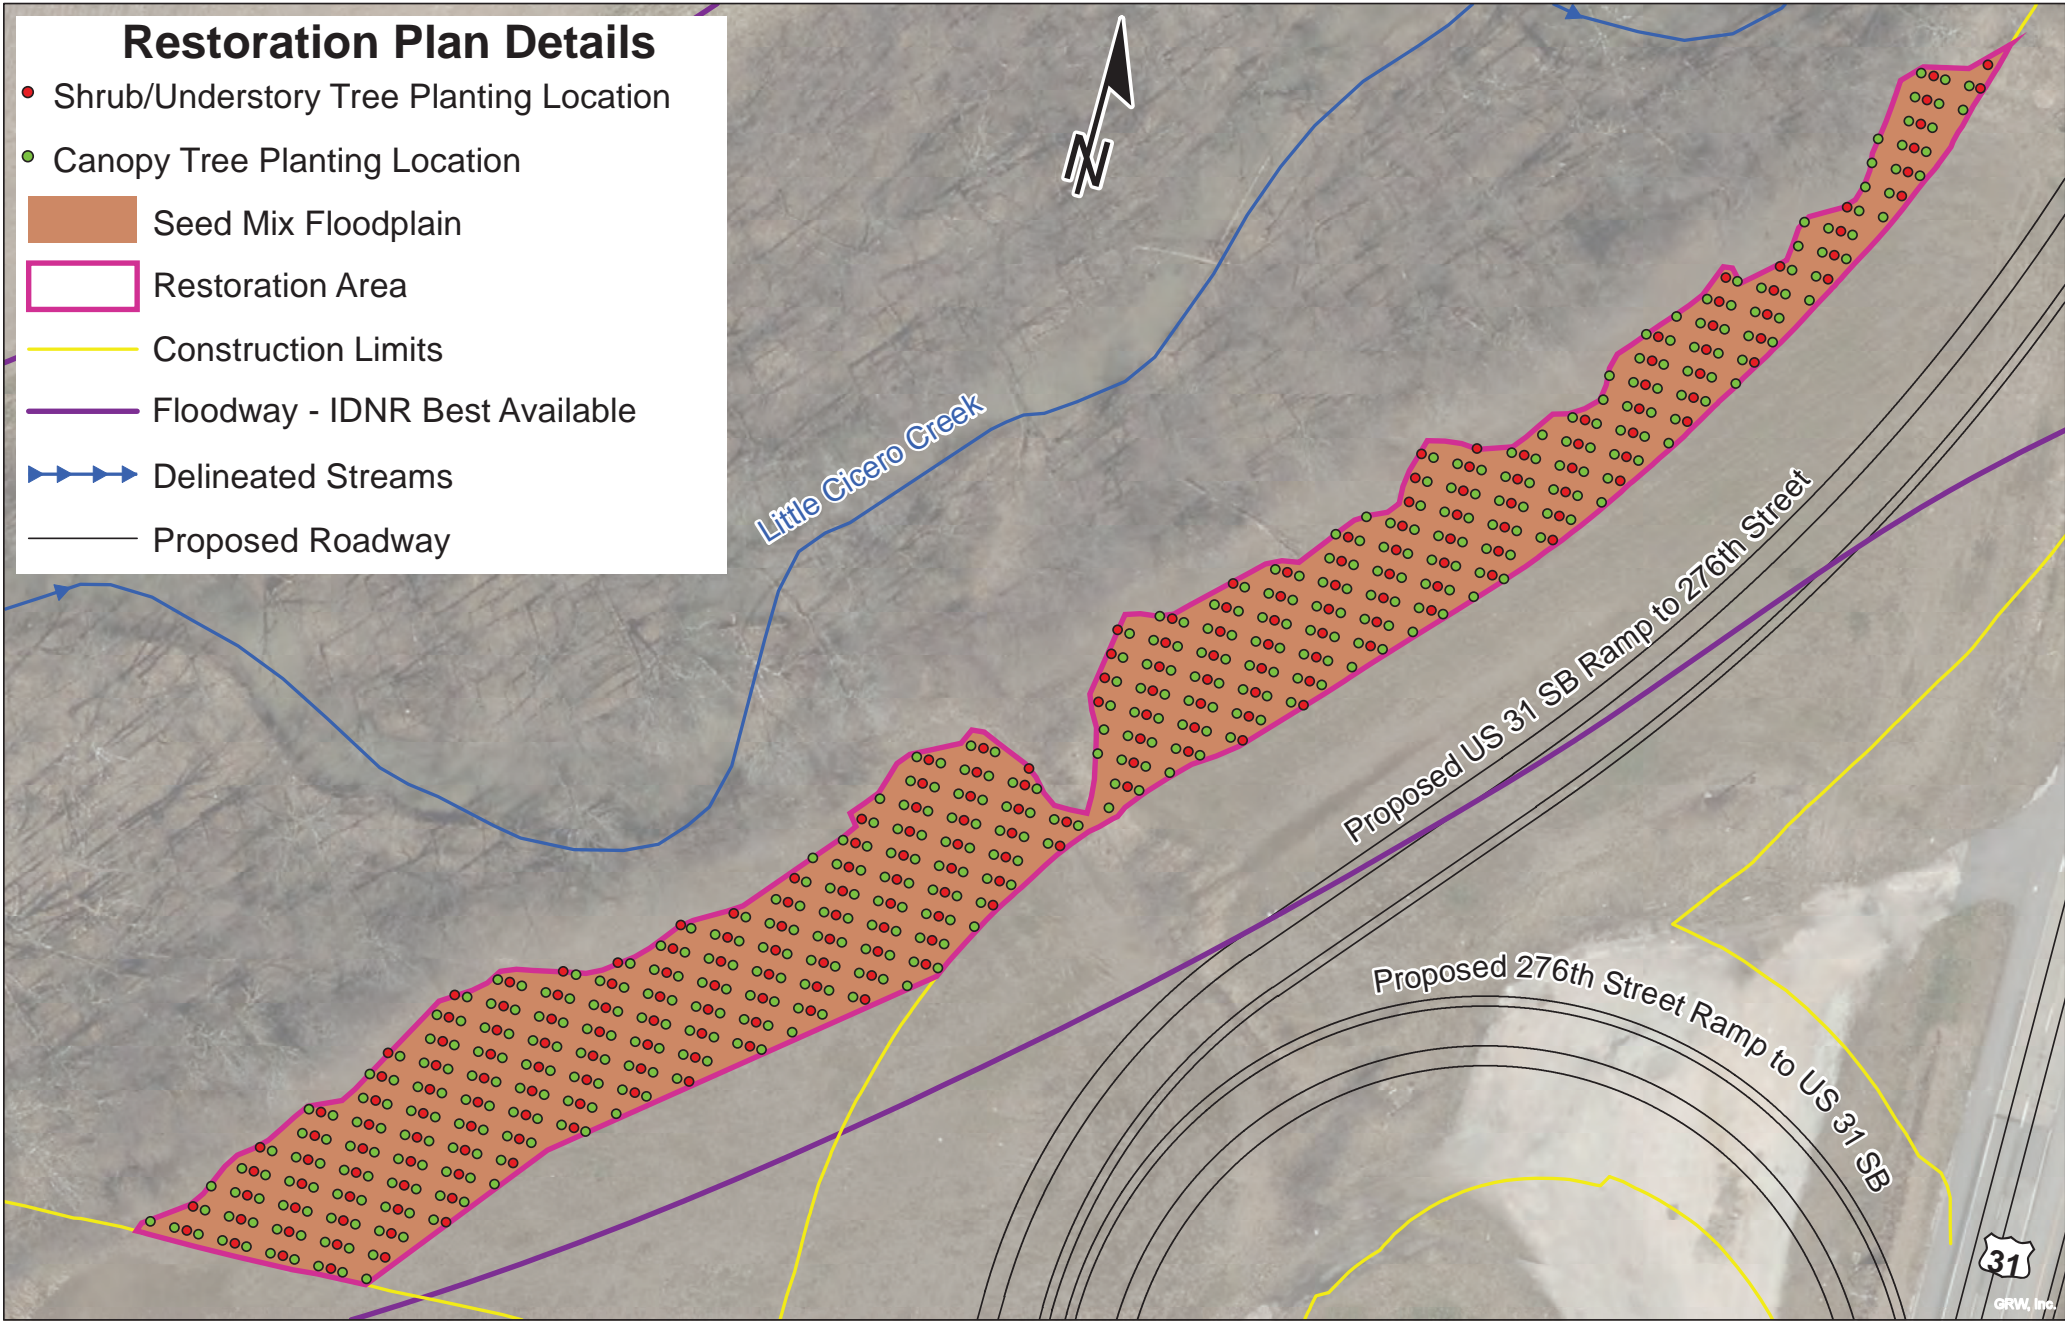 Restoration Plan Details
Shrub/Understory Tree Planting Location
Canopy Tree Planting Location
Seed Mix Floodplain
Restoration Area
Construction Limits
Floodway - IDNR Best Available
Delineated Streams
Proposed Roadway
N
Little Cicero Creek
Proposed US 31 SB Ramp to 276th Street
Proposed 276th Street Ramp to US 31 SB
31
GRW, Inc.